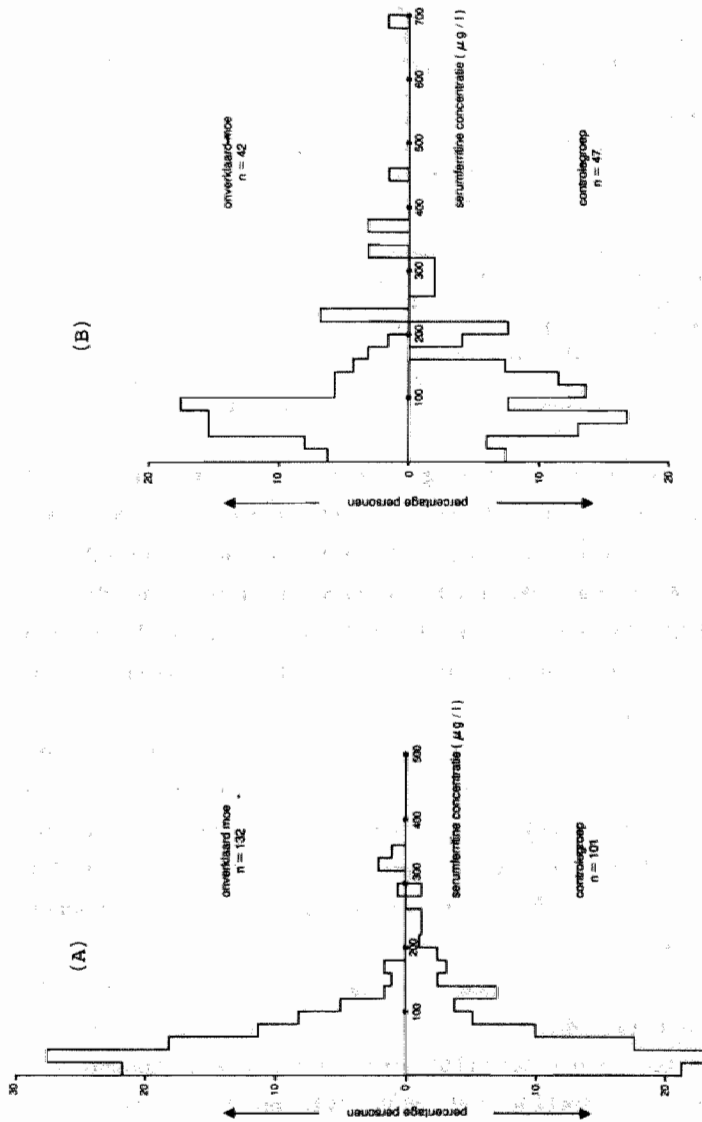 (A)
onverklaard moe
n = 132
30
20
10
0
10
20
percentage personen
100
200
300
400
500
serumferritine concentratie ( μg / l )
controlegroep
n = 101
(B)
onverklaard-moe
n = 42
20
10
0
10
20
percentage personen
100
200
300
400
500
600
700
serumferritine concentratie ( μg / l )
controlegroep
n = 47